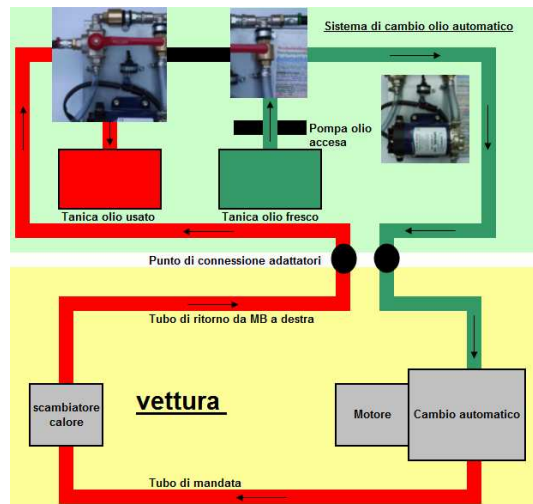 Sistema di cambio olio automatico
Pompa olio
accesa
Tanica olio usato
Tanica olio fresco
Punto di connessione adattatori
Tubo di ritorno da MB a destra
scambiatore
calore
vettura
Motore
Cambio automatico
Tubo di mandata